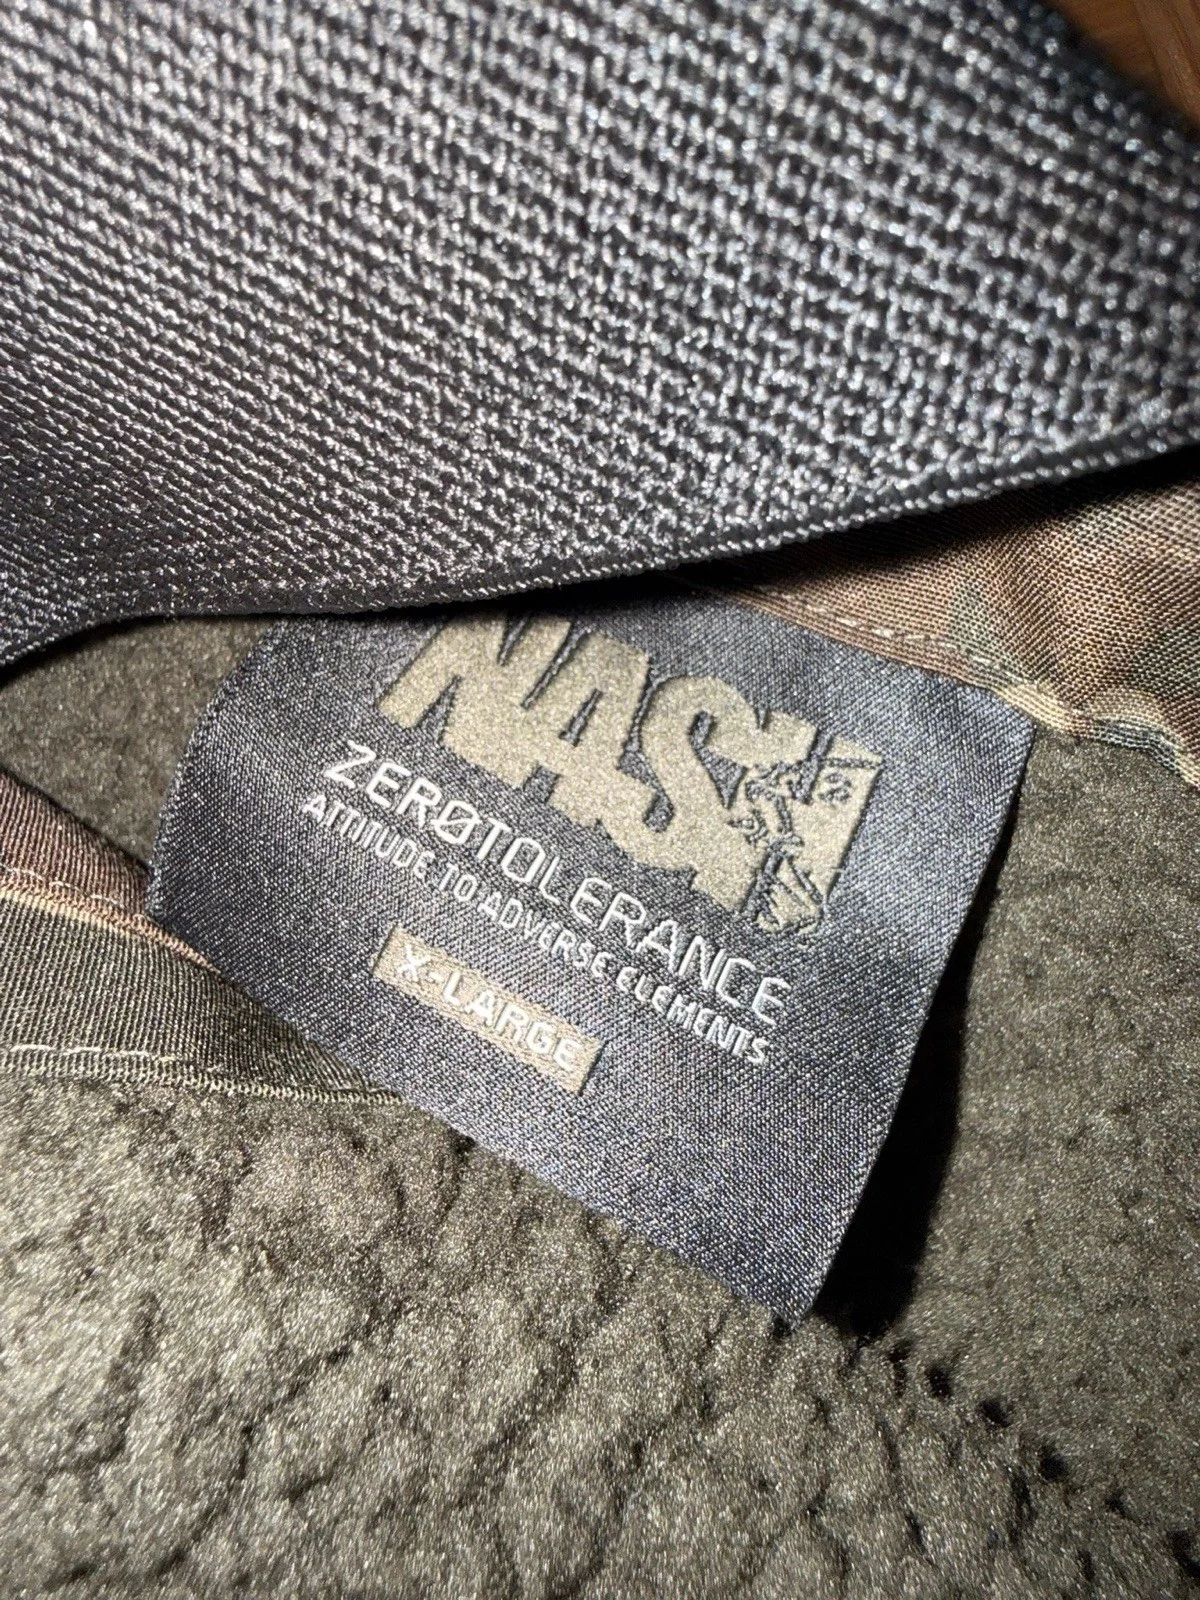 NASH
ZERØTOLERANCE
ATTITUDE TO ADVERSE ELEMENTS
X-LARGE